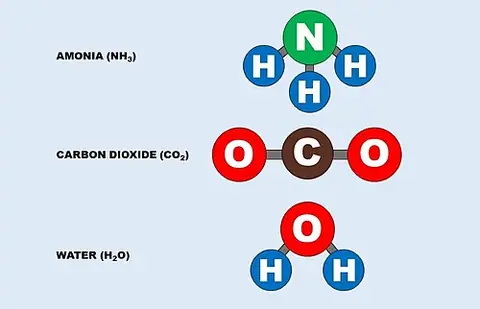 N
AMONIA (NH₃)
H H
H
CARBON DIOXIDE (CO₂) O C O
O
WATER (H₂O)
H H